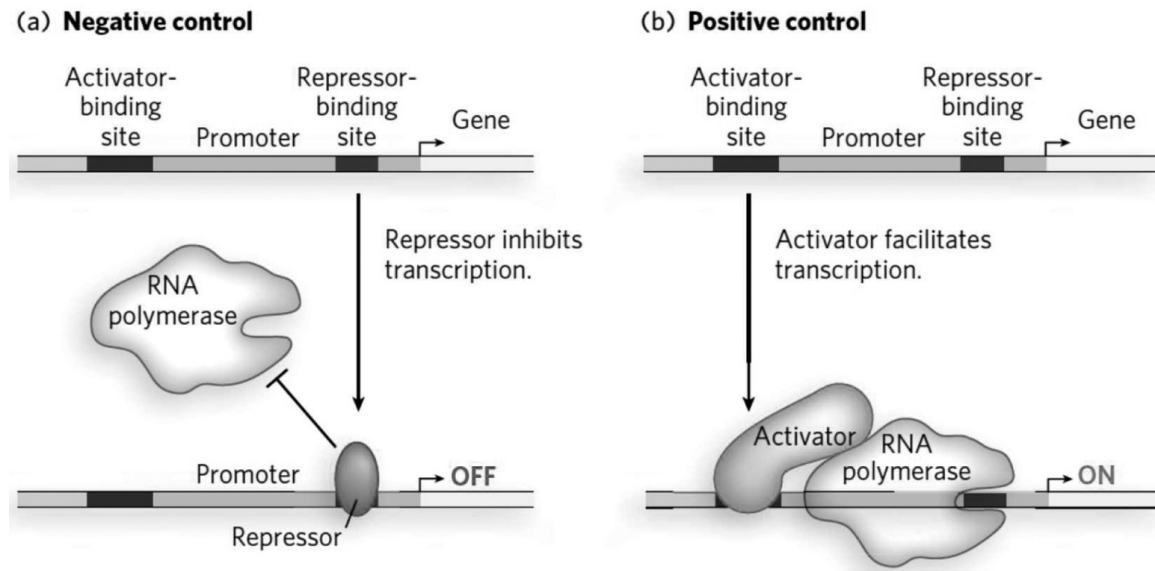 (a) Negative control
Activator-
binding
site
Promoter
Repressor-
binding
site
Gene
Repressor inhibits
transcription.
RNA
polymerase
Promoter
OFF
Repressor
(b) Positive control
Activator-
binding
site
Promoter
Repressor-
binding
site
Gene
Activator facilitates
transcription.
Activator
RNA
polymerase
ON